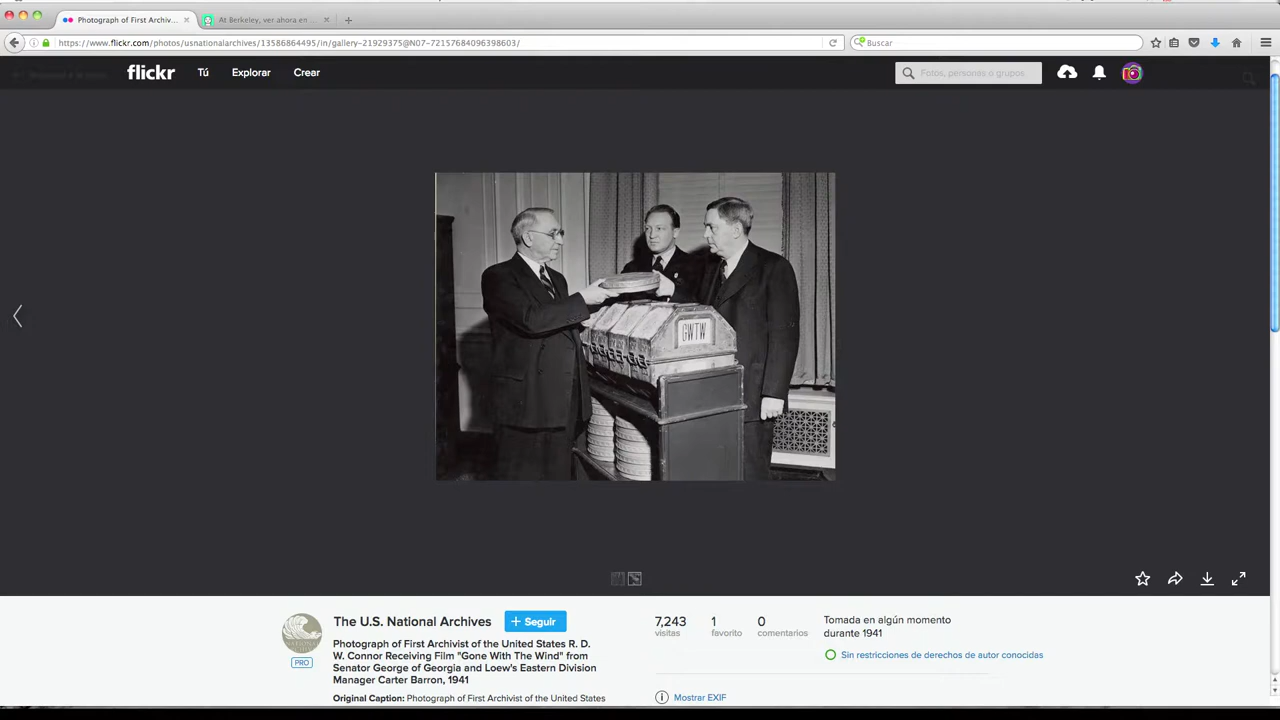 Photograph of First Archiv...
At Berkeley, ver ahora en ...
https://www.flickr.com/photos/usnationalarchives/13586864495/in/gallery-21929375@N07-72157684096398603/
Buscar
flickr
Tú
Explorar
Crear
Fotos, personas o grupos
GWTW
The U.S. National Archives
+ Seguir
PRO
Photograph of First Archivist of the United States R. D.
W. Connor Receiving Film "Gone With The Wind" from
Senator George of Georgia and Loew's Eastern Division
Manager Carter Barron, 1941
Original Caption: Photograph of First Archivist of the United States
7,243
visitas
1
favorito
0
comentarios
Tomada en algún momento
durante 1941
Sin restricciones de derechos de autor conocidas
Mostrar EXIF